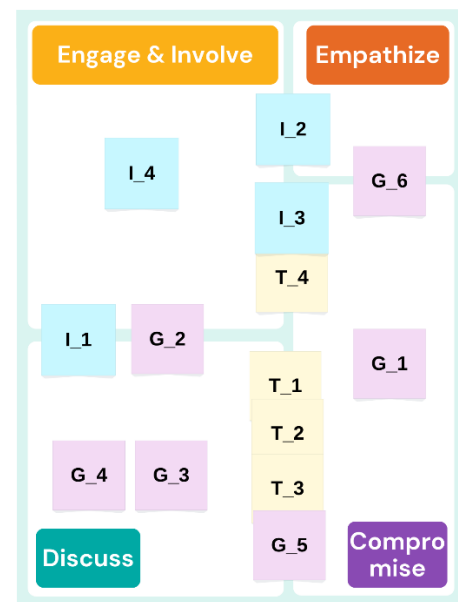 Engage & Involve
Empathize
I_2
I_4
G_6
I_3
T_4
I_1
G_2
G_1
T_1
T_2
G_4
G_3
T_3
G_5
Discuss
Compro
mise